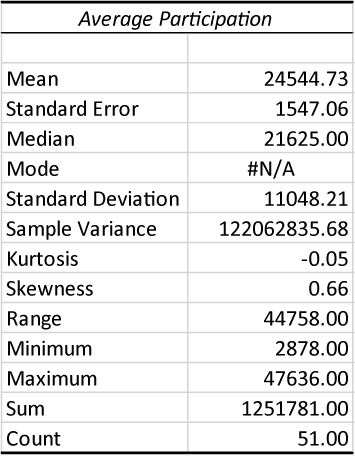 Average Participation
Mean 24544.73
Standard Error 1547.06
Median 21625.00
Mode #N/A
Standard Deviation 11048.21
Sample Variance 122062835.68
Kurtosis -0.05
Skewness 0.66
Range 44758.00
Minimum 2878.00
Maximum 47636.00
Sum 1251781.00
Count 51.00